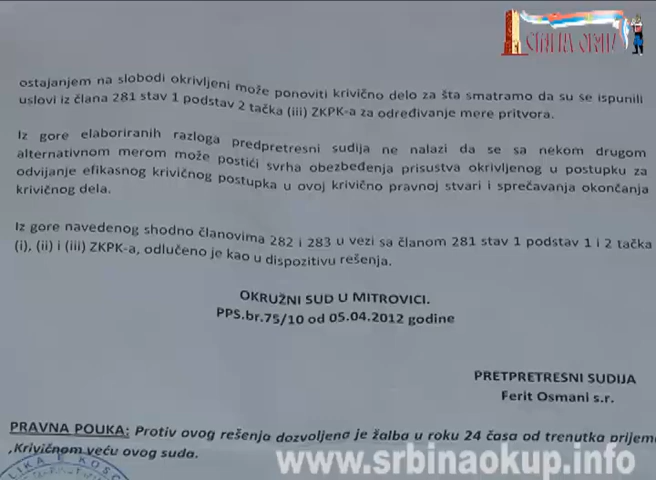 ostajanjem na slobodi okrivljeni može ponoviti krivično delo za šta smatramo da su se ispunili
uslovi iz člana 281 stav 1 podstav 2 tačka (iii) ZKPK-a za određivanje mere pritvora.
Iz gore elaboriranih razloga predpretresni sudija ne nalazi da se sa nekom drugom
alternativnom merom može postići svrha obezbeđenja prisustva okrivljenog u postupku za
odvijanje efikasnog krivičnog postupka u ovoj krivično pravnoj stvari i sprečavanja okončanja
krivičnog dela.
Iz gore navedenog shodno članovima 282 i 283 u vezi sa članom 281 stav 1 podstav 1 i 2 tačka
(i), (ii) i (iii) ZKPK-a, odlučeno je kao u dispozitivu rešenja.
OKRUŽNI SUD U MITROVICI.
PPS.br.75/10 od 05.04.2012 godine
PRETPRETRESNI SUDIJA
Ferit Osmani s.r.
PRAVNA POUKA: Protiv ovog rešenja dozvoljena je žalba u roku 24 časa od trenutka prijeme
,Krivičnom veću ovog suda.
www.srbinaokup.info